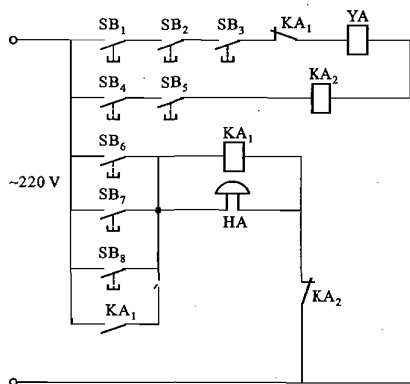 SB1 SB2 SB3 KA1 YA
SB4 SB5 KA2
SB6 KA1
~220 V
SB7 HA
SB8
KA1 KA2